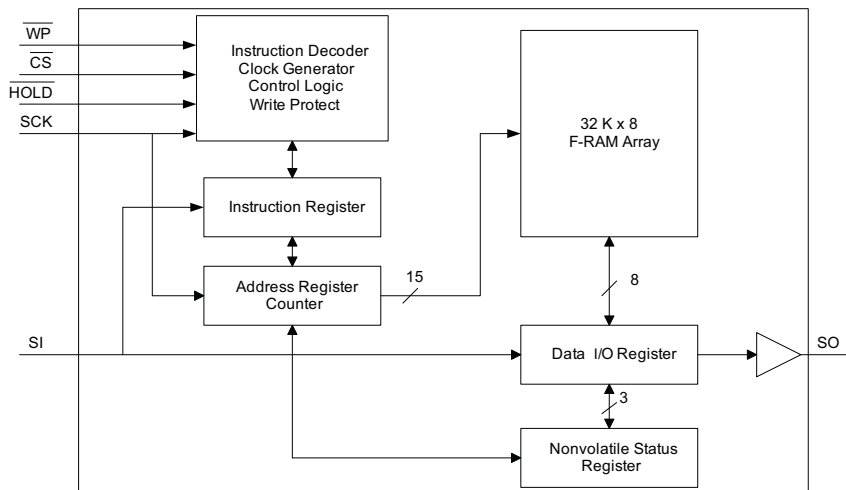 WP
CS
HOLD
SCK
Instruction Decoder
Clock Generator
Control Logic
Write Protect
32 K x 8
F-RAM Array
Instruction Register
Address Register
Counter
15
8
SI
Data I/O Register
SO
3
Nonvolatile Status
Register